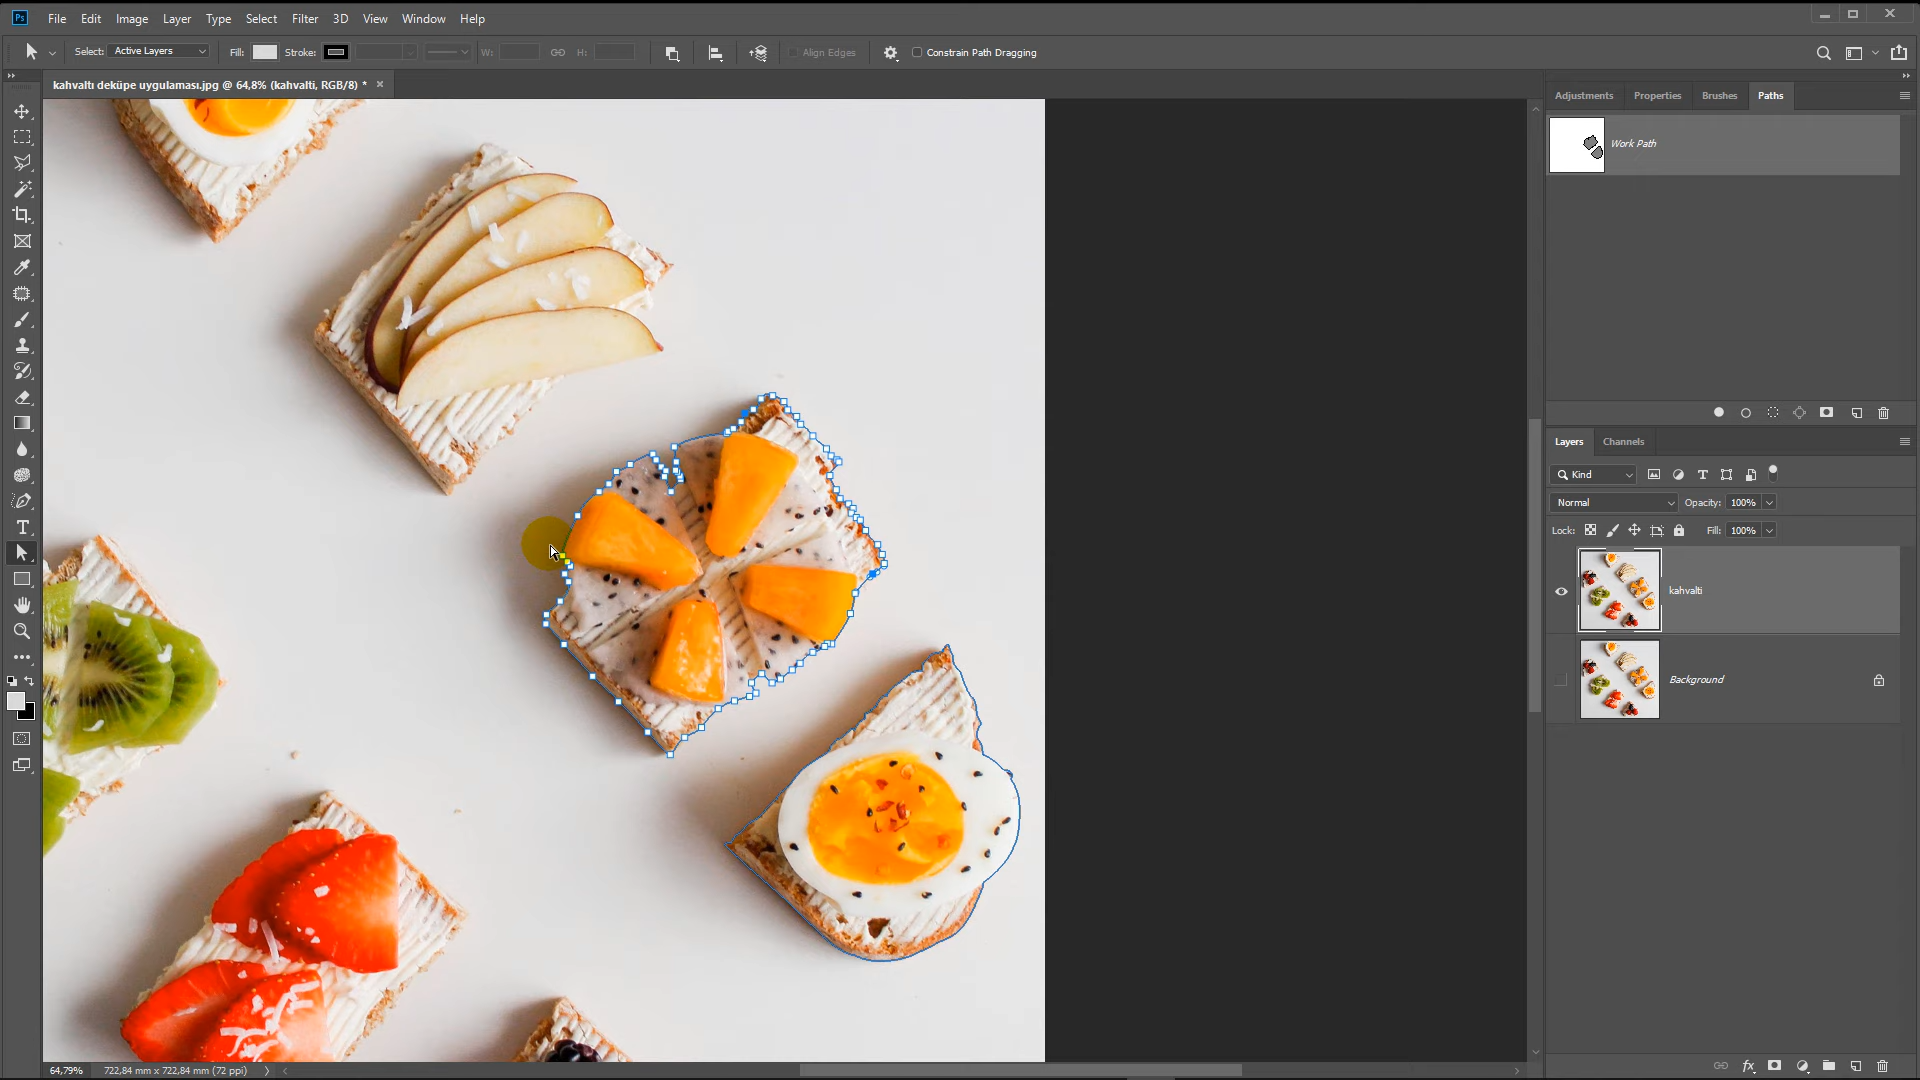 Ps File Edit Image Layer Type Select Filter 3D View Window Help
Select: Active Layers Fill: Stroke: W: H: Align Edges Constrain Path Dragging
kahvaltı deküpe uygulaması.jpg @ 64,8% (kahvalti, RGB/8) *
Adjustments Properties Brushes Paths
Work Path
Layers Channels
Kind
Normal Opacity: 100%
Lock: Fill: 100%
kahvalti
Background
fx
64,79% 722,84 mm x 722,84 mm (72 ppi)